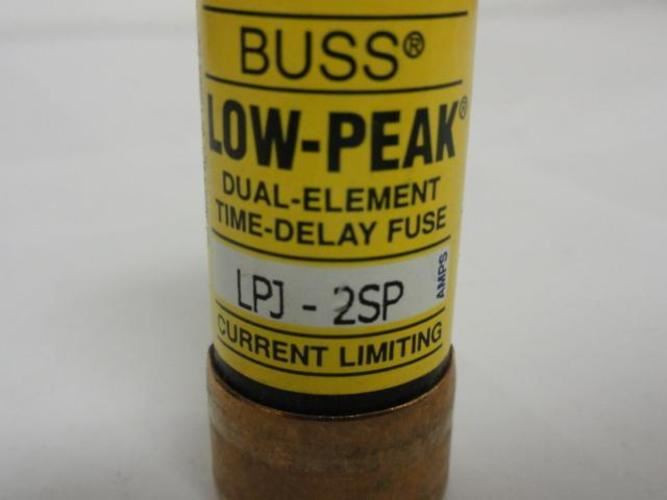 BUSS®
LOW-PEAK®
DUAL-ELEMENT
TIME-DELAY FUSE
LPJ - 2SP AMPS
CURRENT LIMITING